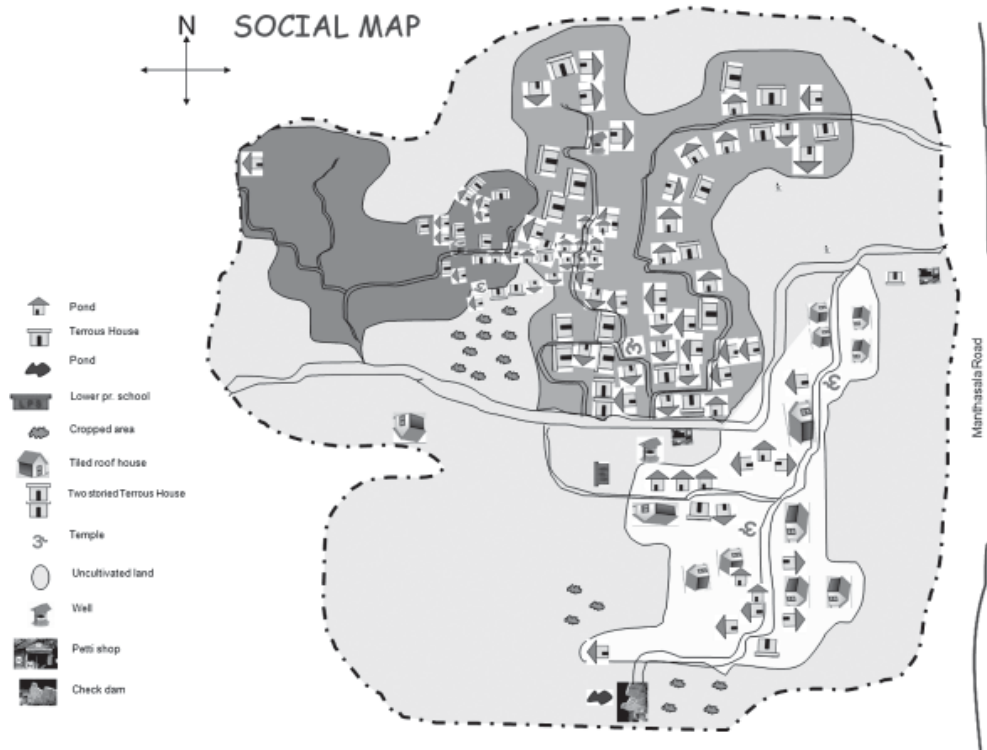 N
SOCIAL MAP
Pond
Terrous House
Pond
Lower pr. school
Cropped area
Tiled roof house
Two storied Terrous House
Temple
Uncultivated land
Well
Petti shop
Check dam
Manthasala Road
L.P.S
k
k